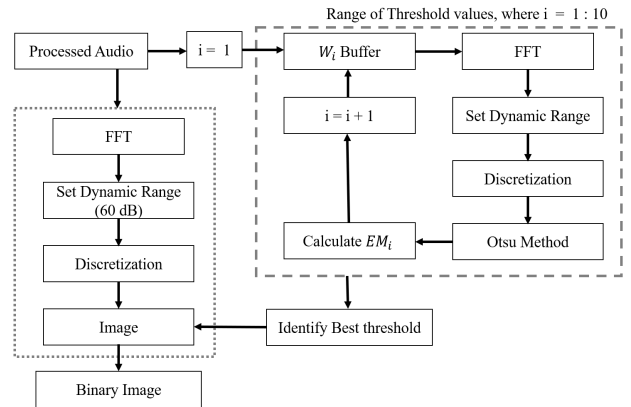 Range of Threshold values, where i = 1 : 10
Processed Audio
i = 1
W_i Buffer
FFT
FFT
i = i + 1
Set Dynamic Range
Set Dynamic Range
(60 dB)
Discretization
Discretization
Calculate EM_i
Otsu Method
Image
Identify Best threshold
Binary Image